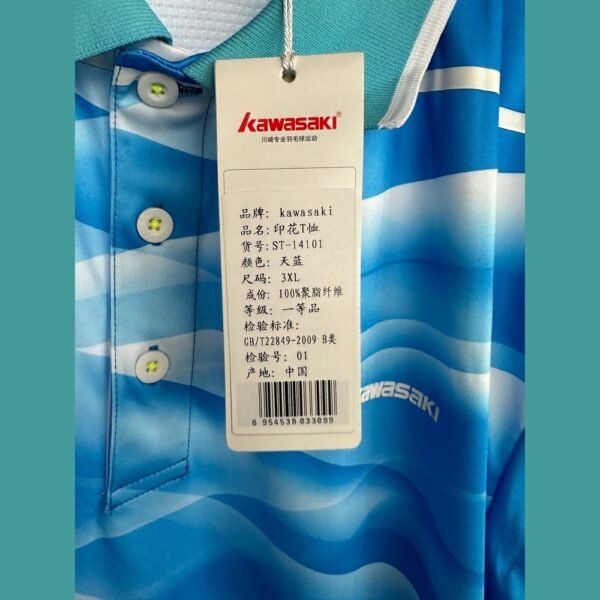 Kawasaki
川崎专业羽毛球运动
品牌: kawasaki
品名: 印花T恤
货号: ST-14101
颜色: 天蓝
尺码: 3XL
成份: 100%聚脂纤维
等级: 一等品
检验标准:
GB/T22849-2009 B类
检验号: 01
产地: 中国
6 954538 033099
Kawasaki